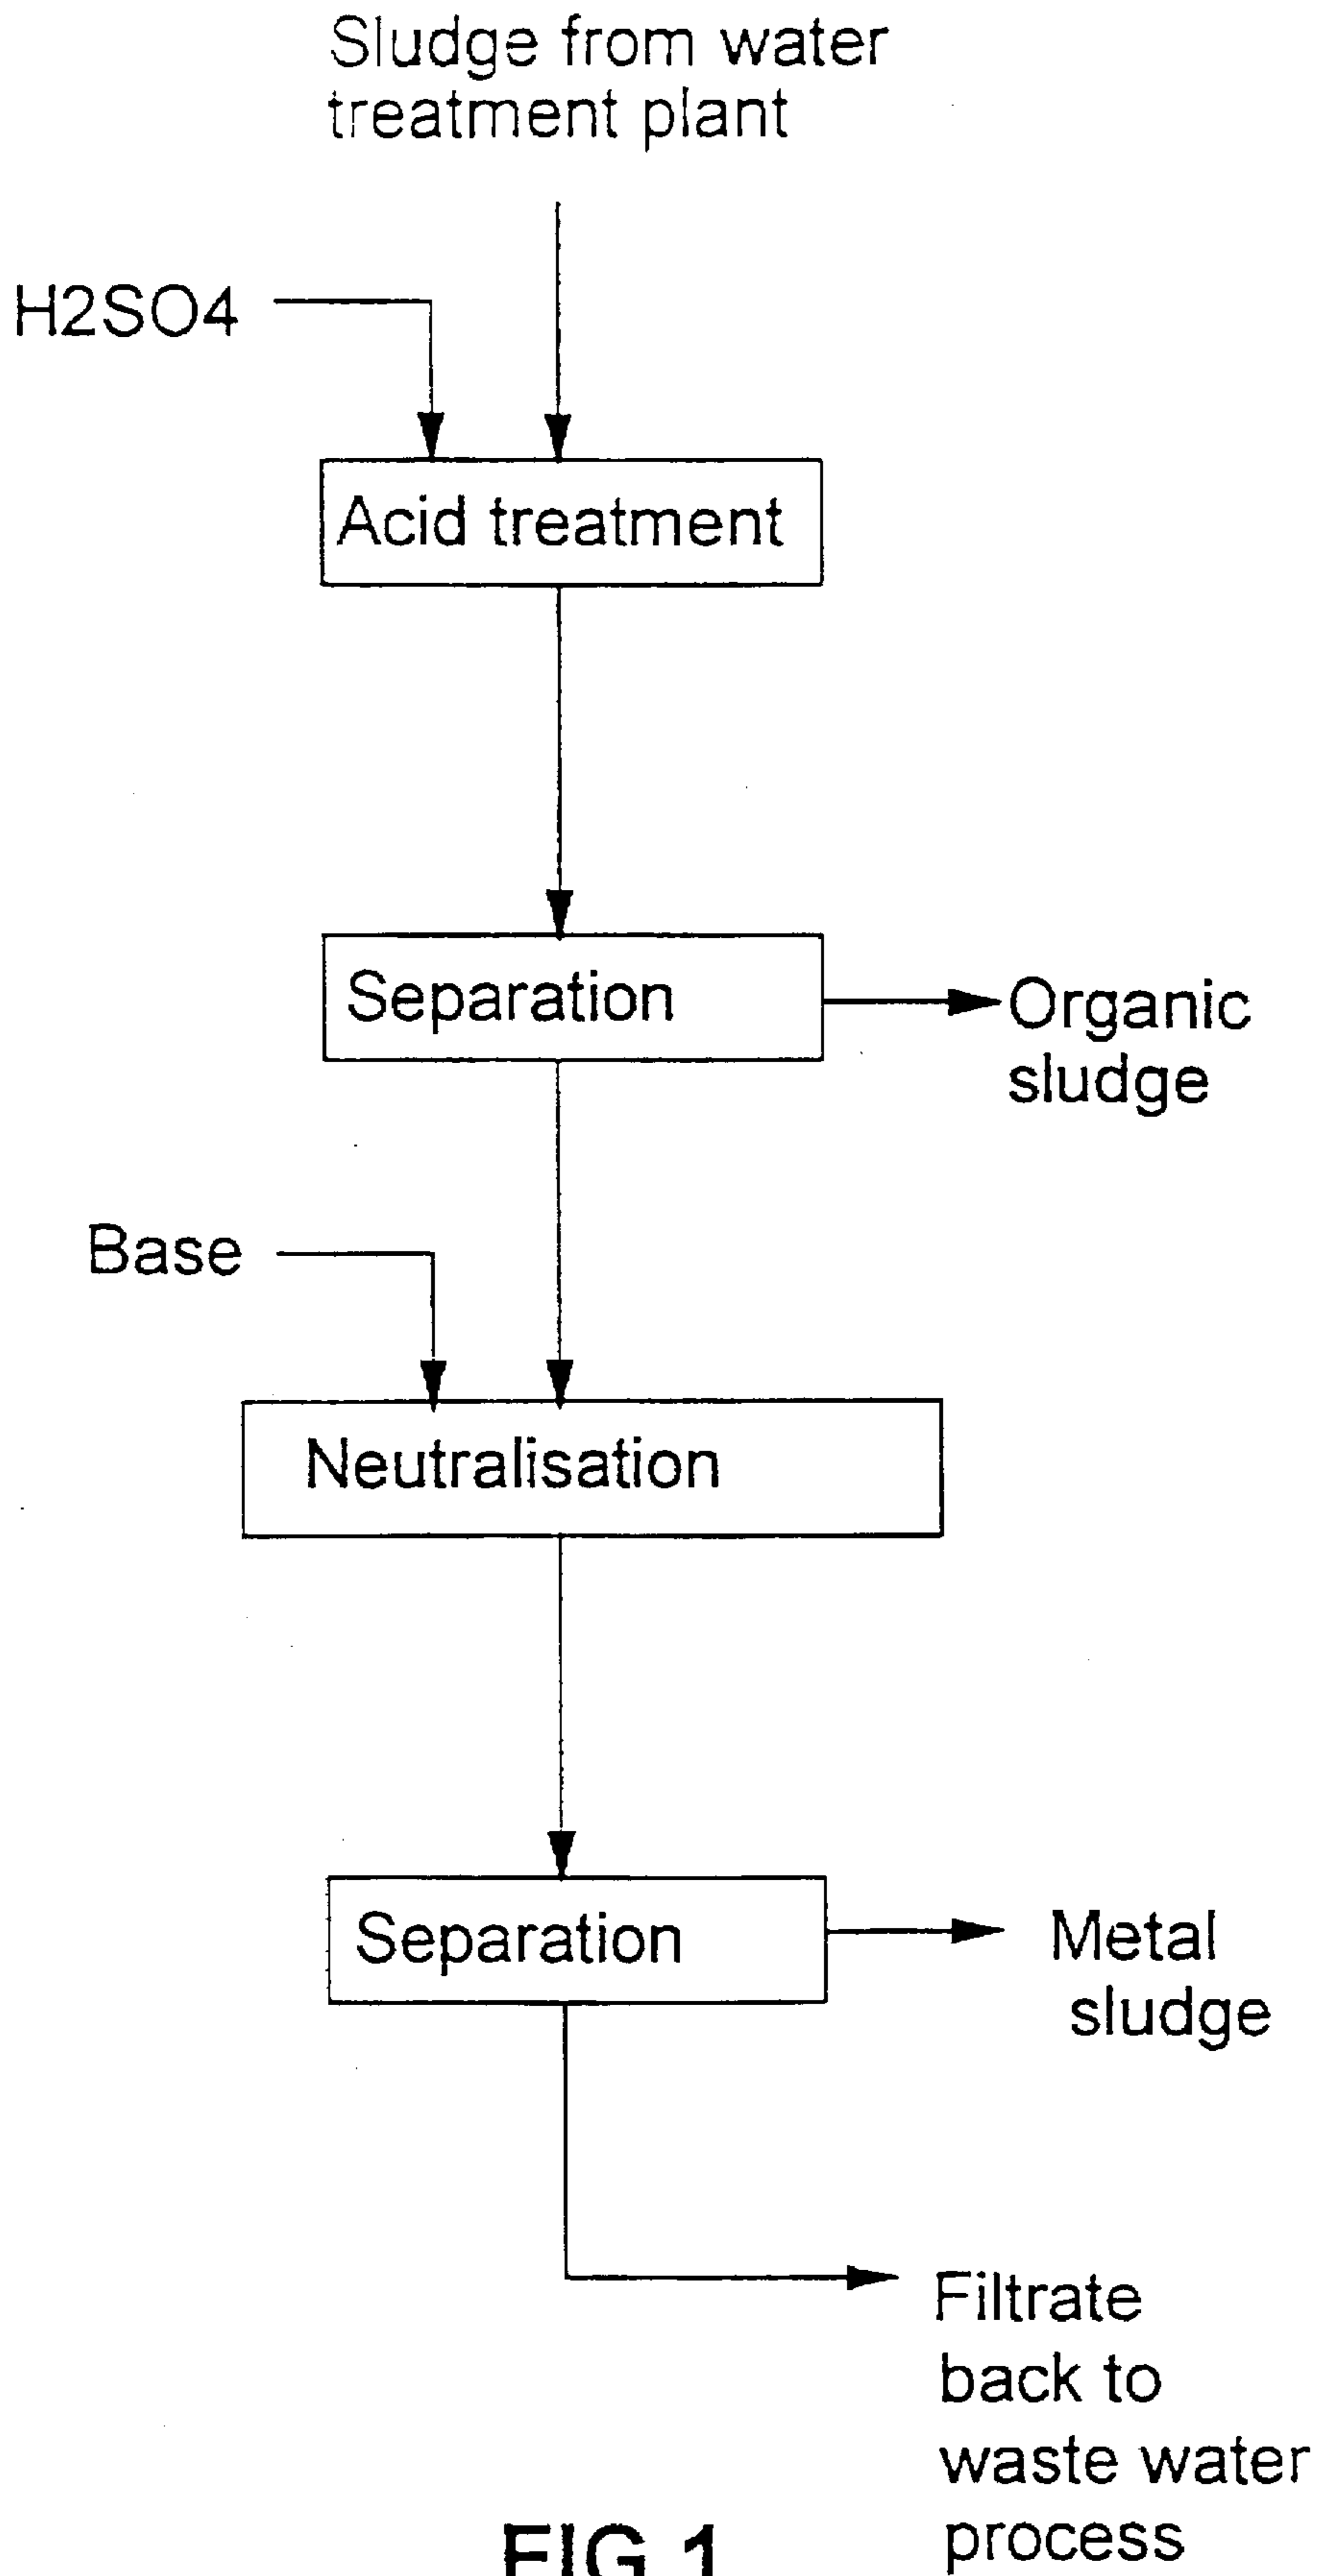 Sludge from water
treatment plant
H2SO4
Acid treatment
Separation
Organic
sludge
Base
Neutralisation
Separation
Metal
sludge
Filtrate
back to
waste water
process
FIG 1